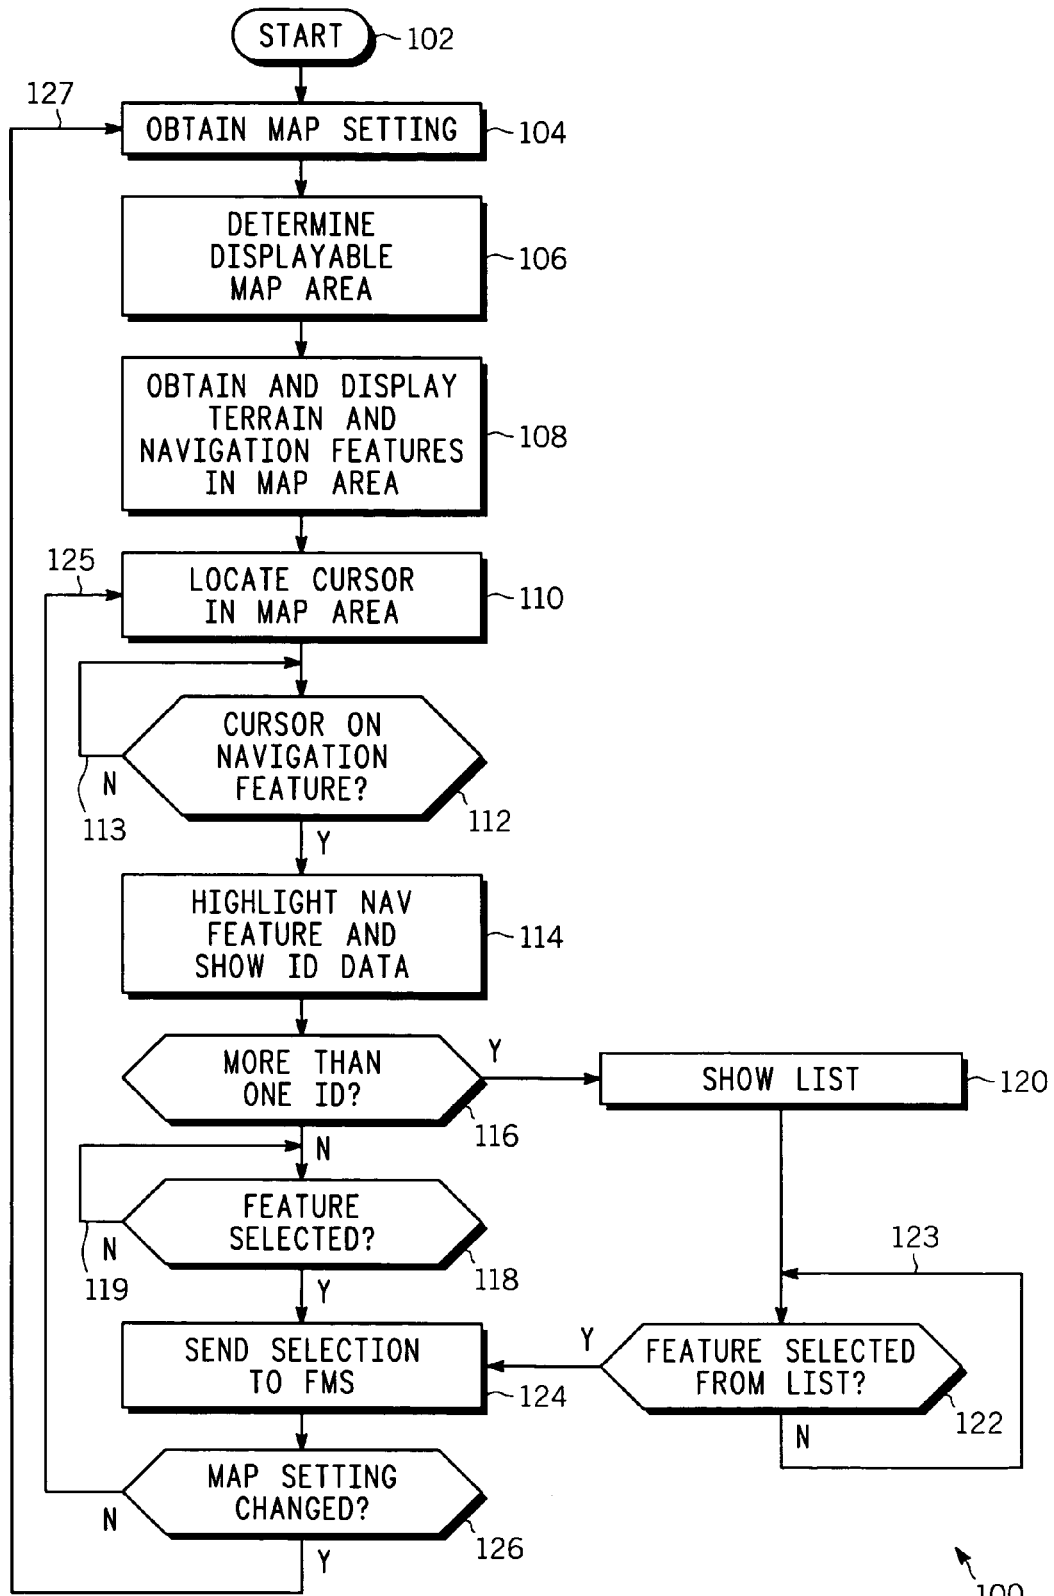 START
102
127
OBTAIN MAP SETTING
104
DETERMINE
DISPLAYABLE
MAP AREA
106
OBTAIN AND DISPLAY
TERRAIN AND
NAVIGATION FEATURES
IN MAP AREA
108
125
LOCATE CURSOR
IN MAP AREA
110
CURSOR ON
NAVIGATION
FEATURE?
N
113
112
Y
HIGHLIGHT NAV
FEATURE AND
SHOW ID DATA
114
MORE THAN
ONE ID?
Y
116
N
SHOW LIST
120
FEATURE
SELECTED?
N
119
118
Y
123
SEND SELECTION
TO FMS
124
Y
FEATURE SELECTED
FROM LIST?
122
N
MAP SETTING
CHANGED?
N
126
Y
100